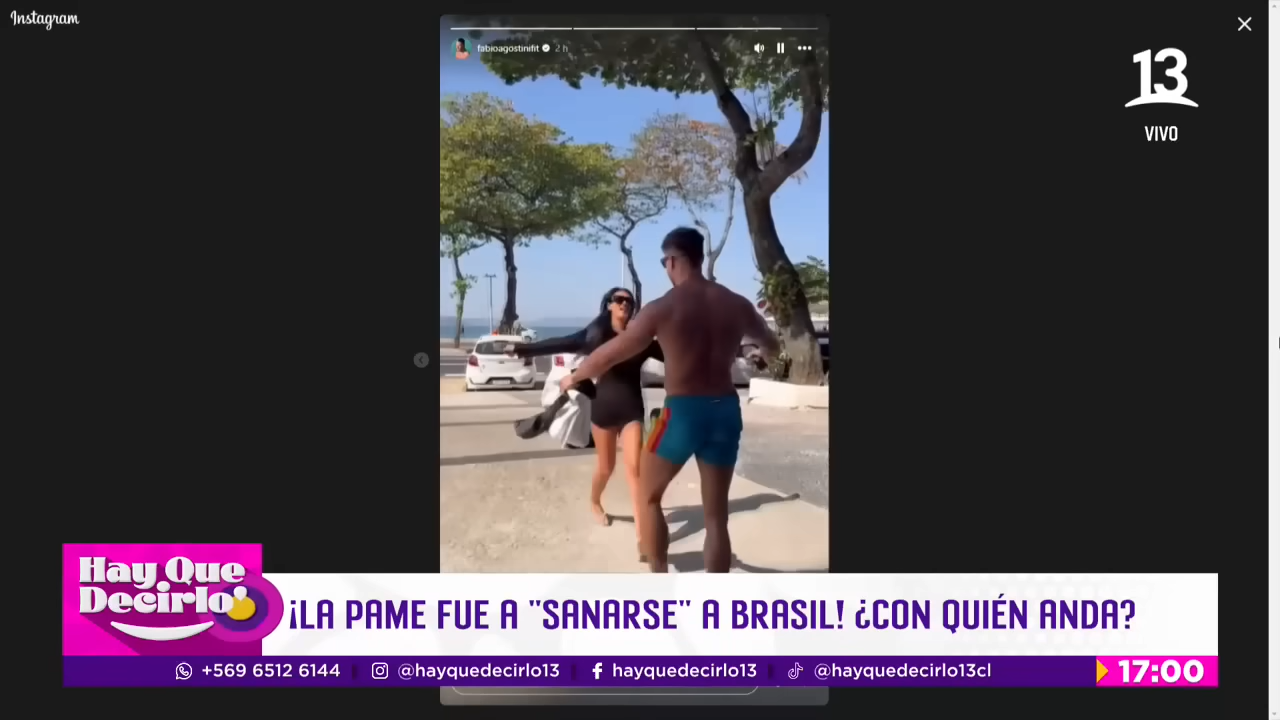 Instagram
fabioagostinifit 2 h
13
VIVO
Hay Que
Decirlo!
¡LA PAME FUE A "SANARSE" A BRASIL! ¿CON QUIÉN ANDA?
+569 6512 6144
@hayquedecirlo13
hayquedecirlo13
@hayquedecirlo13cl
17:00